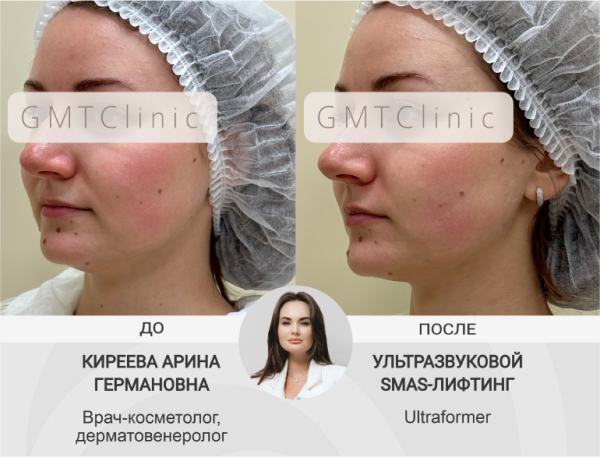 GMTClinic
GMTClinic
ДО
ПОСЛЕ
КИРЕЕВА АРИНА
ГЕРМАНОВНА
Врач-косметолог,
дерматовенеролог
УЛЬТРАЗВУКОВОЙ
SMAS-ЛИФТИНГ
Ultraformer